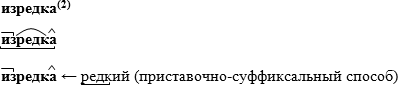 изредка(2)
изредка
изредка ← редкий (приставочно-суффиксальный способ)